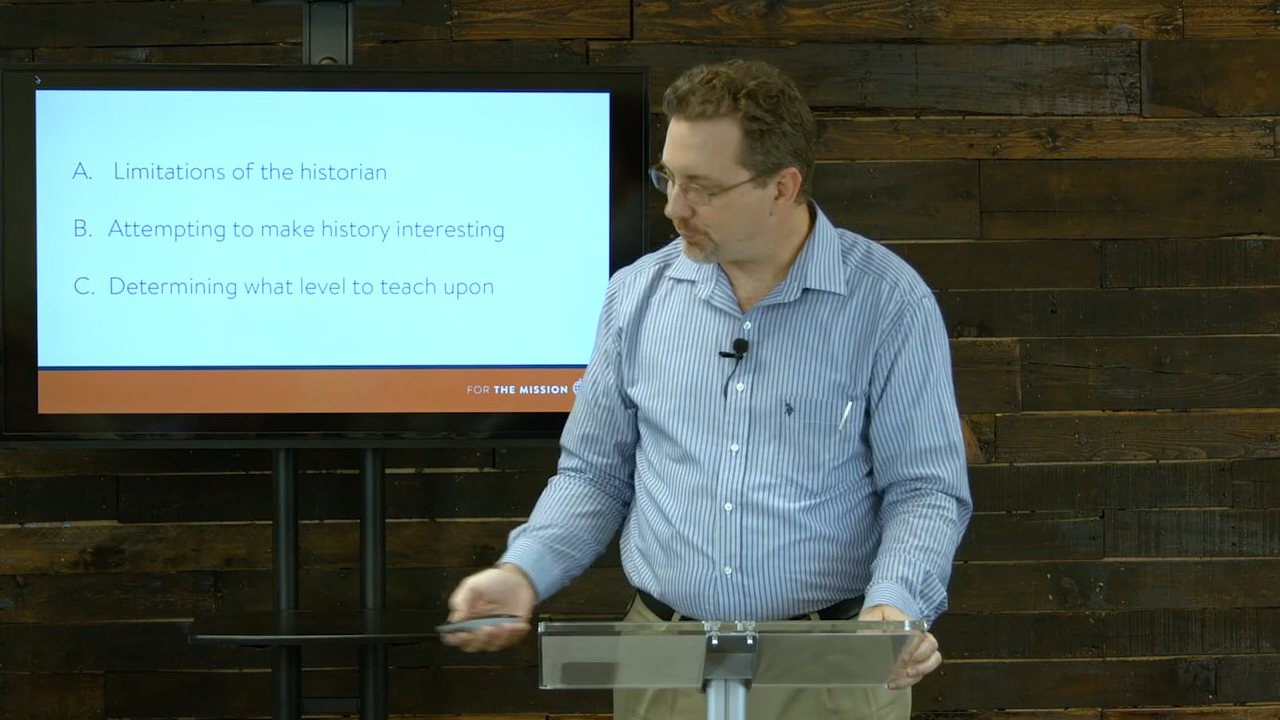 A. Limitations of the historian
B. Attempting to make history interesting
C. Determining what level to teach upon
FOR THE MISSION